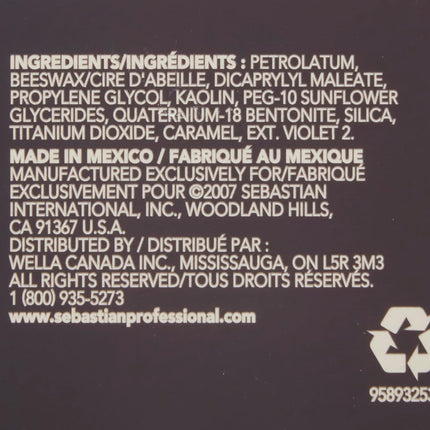 INGREDIENTS/INGRÉDIENTS : PETROLATUM,
BEESWAX/CIRE D'ABEILLE, DICAPRYLYL MALEATE,
PROPYLENE GLYCOL, KAOLIN, PEG-10 SUNFLOWER
GLYCERIDES, QUATERNIUM-18 BENTONITE, SILICA,
TITANIUM DIOXIDE, CARAMEL, EXT. VIOLET 2.
MADE IN MEXICO / FABRIQUÉ AU MEXIQUE
MANUFACTURED EXCLUSIVELY FOR/FABRIQUÉ
EXCLUSIVEMENT POUR ©2007 SEBASTIAN
INTERNATIONAL, INC., WOODLAND HILLS,
CA 91367 U.S.A.
DISTRIBUTED BY / DISTRIBUÉ PAR :
WELLA CANADA INC., MISSISSAUGA, ON L5R 3M3
ALL RIGHTS RESERVED/TOUS DROITS RÉSERVÉS.
1 (800) 935-5273
www.sebastianprofessional.com
9589325